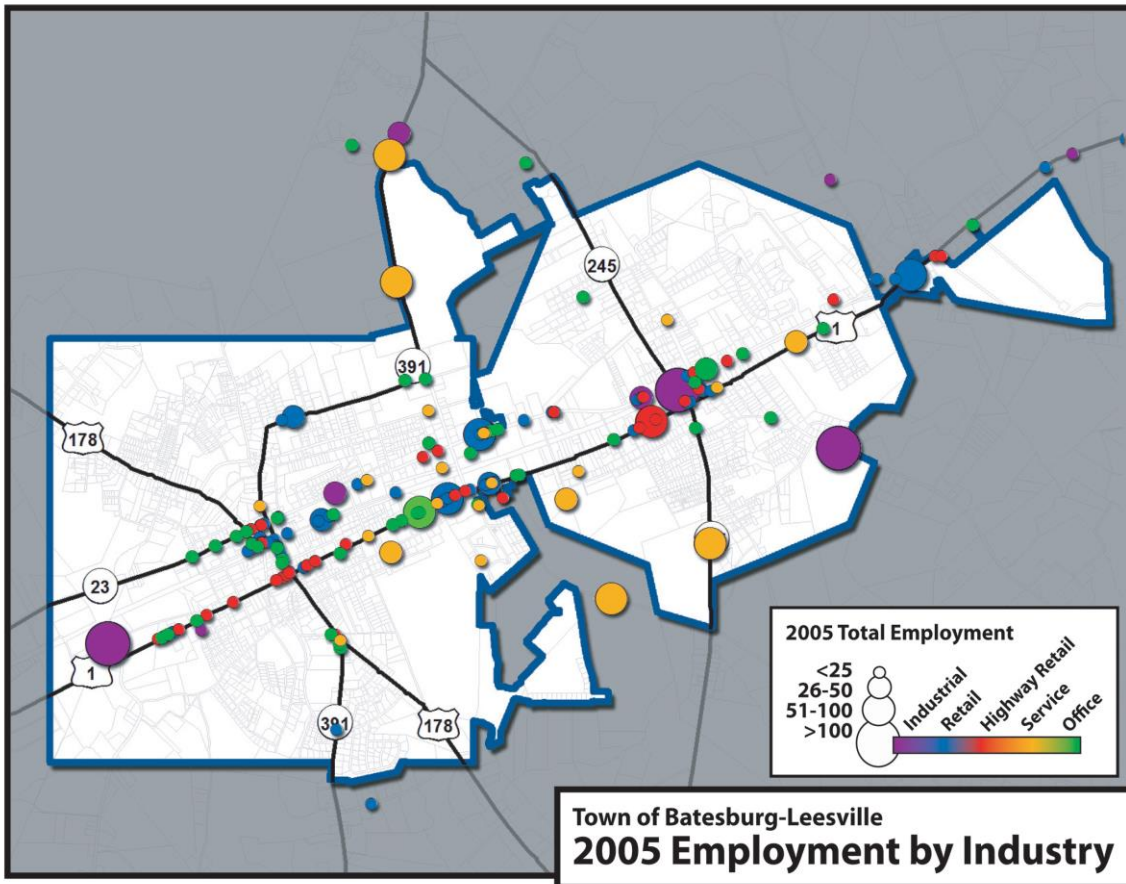 245
1
391
178
23
1
391
178
2005 Total Employment
<25
26-50
51-100
>100
Industrial
Retail
Highway Retail
Service
Office
Town of Batesburg-Leesville
2005 Employment by Industry